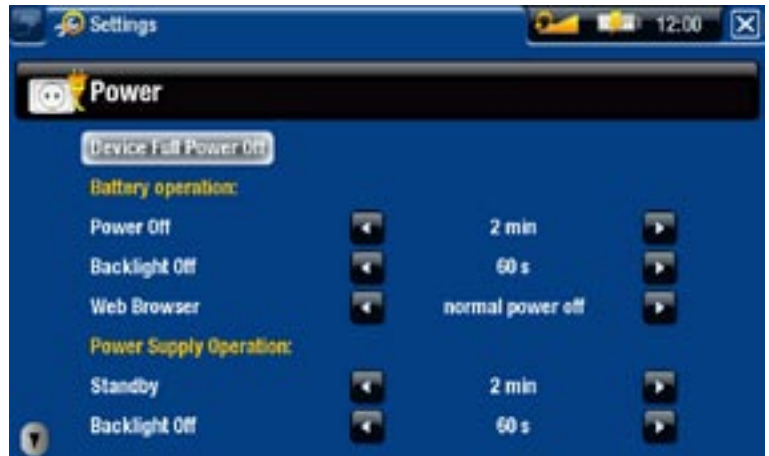 Settings 12:00
Power
Device Full Power Off
Battery operation:
Power Off 2 min
Backlight Off 60 s
Web Browser normal power off
Power Supply Operation:
Standby 2 min
Backlight Off 60 s